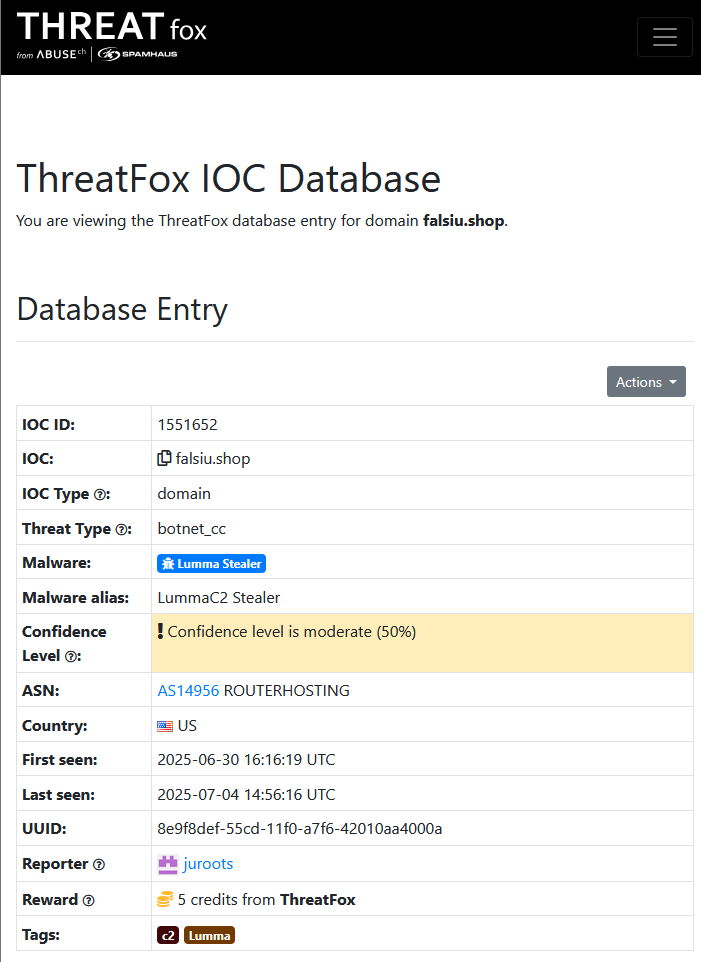 THREAT fox
from ABUSE ch | SPAMHAUS
ThreatFox IOC Database
You are viewing the ThreatFox database entry for domain falsiu.shop.
Database Entry
Actions
IOC ID: 1551652
IOC: falsiu.shop
IOC Type ?: domain
Threat Type ?: botnet_cc
Malware: Lumma Stealer
Malware alias: LummaC2 Stealer
Confidence Level ?: ! Confidence level is moderate (50%)
ASN: AS14956 ROUTERHOSTING
Country: US
First seen: 2025-06-30 16:16:19 UTC
Last seen: 2025-07-04 14:56:16 UTC
UUID: 8e9f8def-55cd-11f0-a7f6-42010aa4000a
Reporter ? juroots
Reward ? 5 credits from ThreatFox
Tags: c2 Lumma